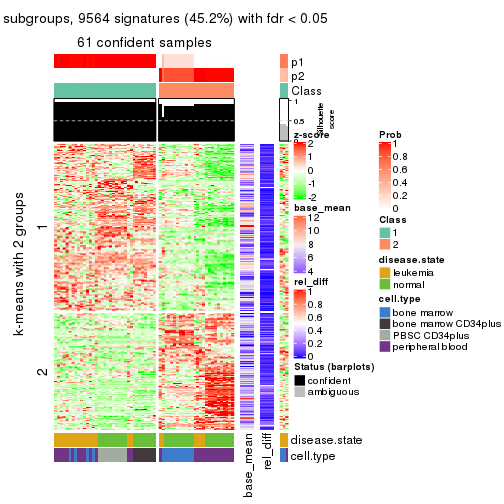 subgroups, 9564 signatures (45.2%) with fdr < 0.05
61 confident samples
p1
p2
Class
1
0.5
0
Silhouette
score
k-means with 2 groups
1
2
z-score
2
1
0
-1
-2
base_mean
12
10
8
6
4
rel_diff
1
0.8
0.6
0.4
0.2
0
Status (barplots)
confident
ambiguous
Prob
1
0.8
0.6
0.4
0.2
0
Class
1
2
disease.state
leukemia
normal
cell.type
bone marrow
bone marrow CD34plus
PBSC CD34plus
peripheral blood
disease.state
cell.type
base_mean
rel_diff